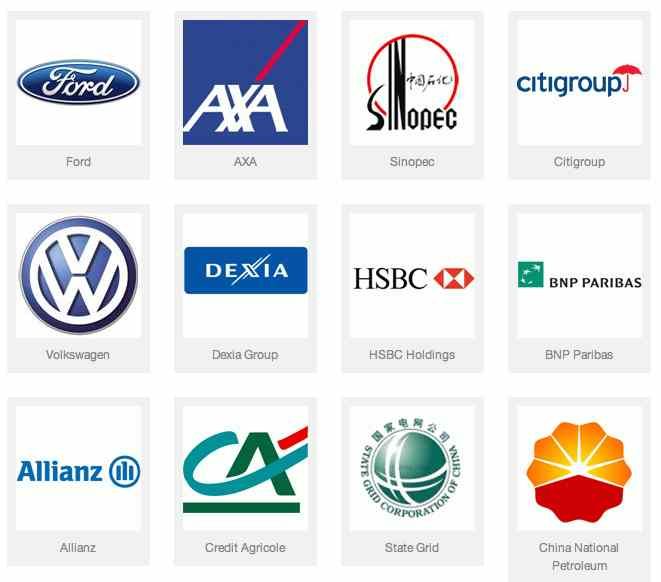 Ford
AXA
中国石化
SINOPEC
citigroup
Ford
AXA
Sinopec
Citigroup
VW
DEXIA
HSBC
BNP PARIBAS
Volkswagen
Dexia Group
HSBC Holdings
BNP Paribas
Allianz
CA
国家电网公司
STATE GRID CORPORATION OF CHINA
Allianz
Credit Agricole
State Grid
China National
Petroleum